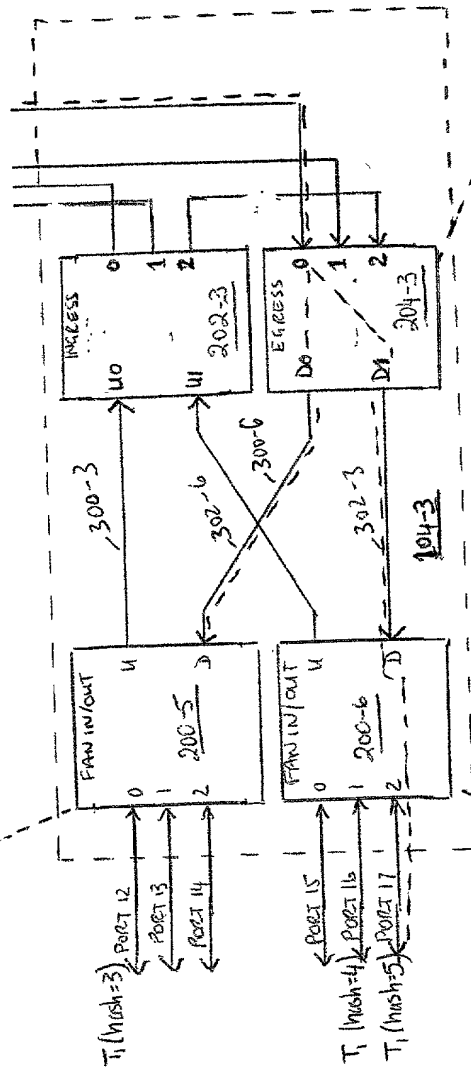 T₁(hash=3)
PORT 12
PORT 13
PORT 14
FAN IN/OUT
0
1
2
200-5
U
D
300-3
302-6
300-6
INGRESS
U0
U1
202-3
0
1
2
PORT 15
T₁ (hash=4)
PORT 16
T₁ (hash=5)
PORT 17
FAN IN/OUT
0
1
2
200-6
U
D
302-3
104-3
EGRESS
D0
D1
204-3
0
1
2